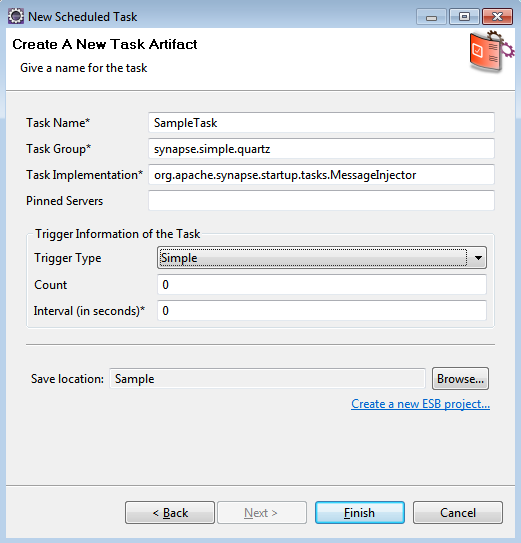 New Scheduled Task
Create A New Task Artifact
Give a name for the task
Task Name* SampleTask
Task Group* synapse.simple.quartz
Task Implementation* org.apache.synapse.startup.tasks.MessageInjector
Pinned Servers
Trigger Information of the Task
Trigger Type Simple
Count 0
Interval (in seconds)* 0
Save location: Sample Browse...
Create a new ESB project...
< Back Next > Finish Cancel